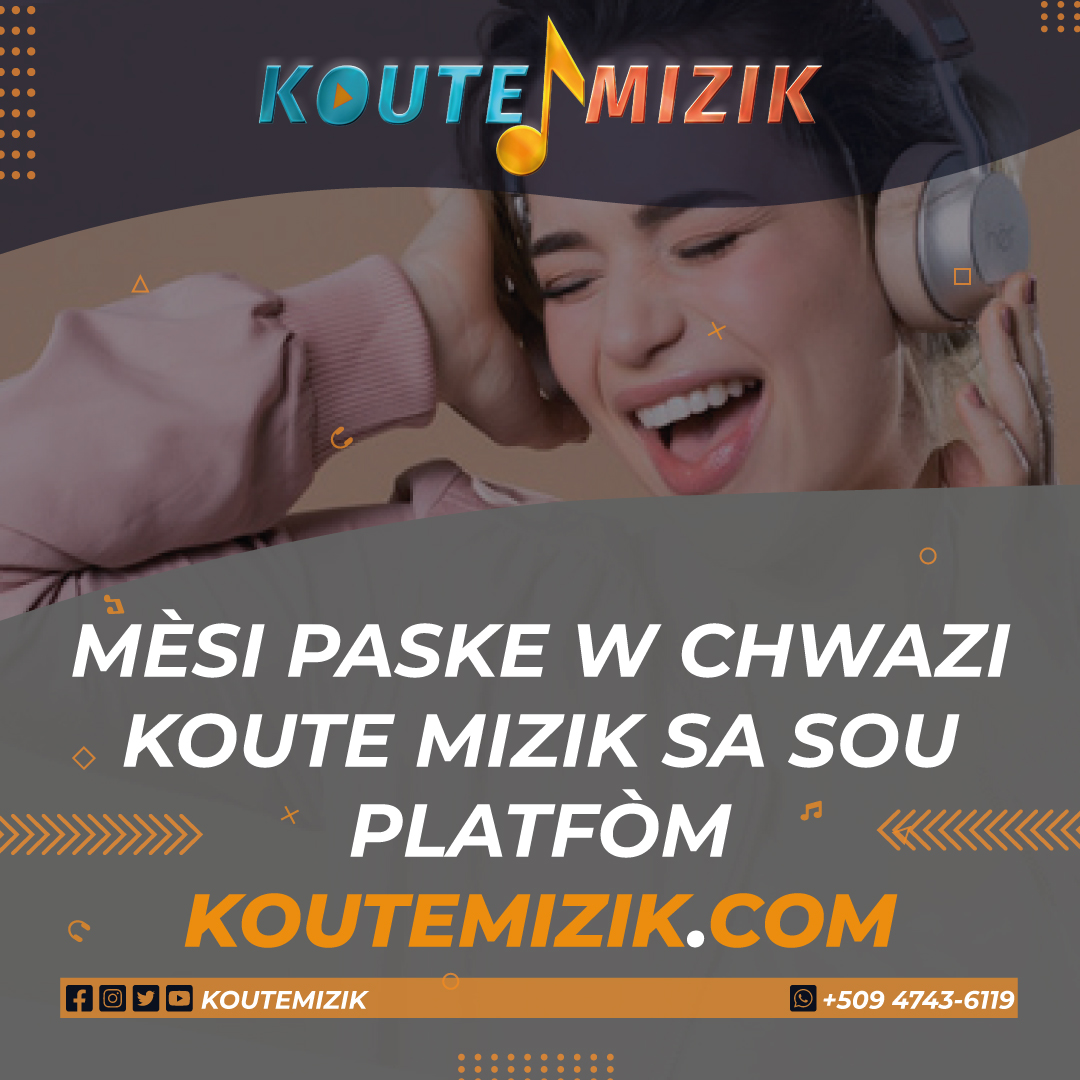 KOUTE MIZIK
MÈSI PASKE W CHWAZI
KOUTE MIZIK SA SOU
PLATFÒM
KOUTEMIZIK.COM
KOUTEMIZIK +509 4743-6119